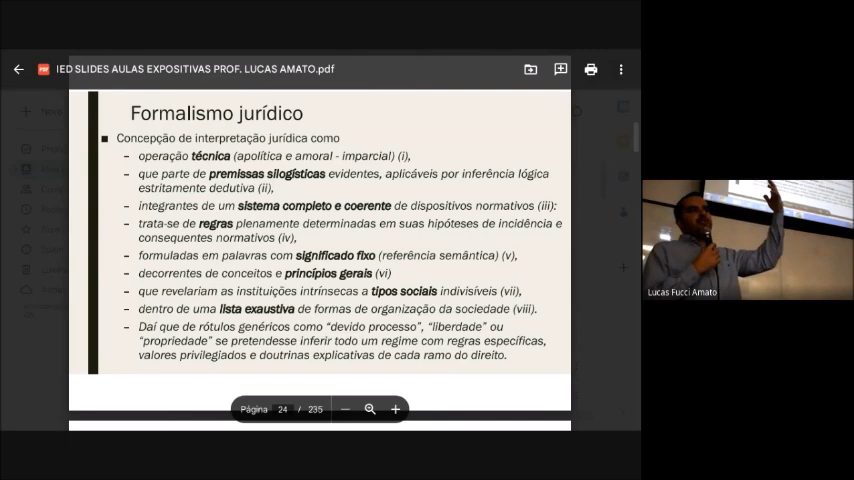 IED SLIDES AULAS EXPOSITIVAS PROF. LUCAS AMATO.pdf
Formalismo jurídico
Concepção de interpretação jurídica como
– operação técnica (apolítica e amoral - imparcial) (i),
– que parte de premissas silogísticas evidentes, aplicáveis por inferência lógica
estritamente dedutiva (ii),
– integrantes de um sistema completo e coerente de dispositivos normativos (iii):
– trata-se de regras plenamente determinadas em suas hipóteses de incidência e
consequentes normativos (iv),
– formuladas em palavras com significado fixo (referência semântica) (v),
– decorrentes de conceitos e princípios gerais (vi)
– que revelariam as instituições intrínsecas a tipos sociais indivisíveis (vii),
– dentro de uma lista exaustiva de formas de organização da sociedade (viii).
– Daí que de rótulos genéricos como “devido processo”, “liberdade” ou
“propriedade” se pretendesse inferir todo um regime com regras específicas,
valores privilegiados e doutrinas explicativas de cada ramo do direito.
Página 24 / 235
Lucas Fucci Amato